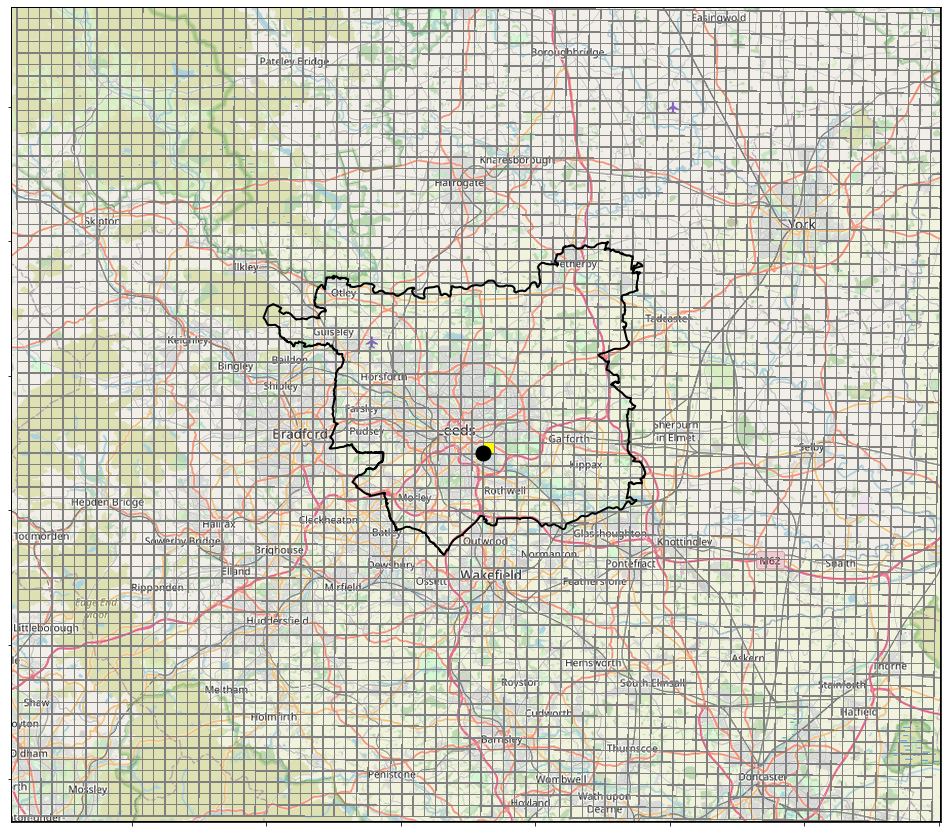 Easingwold
Boroughbridge
Pateley Bridge
Knaresborough
Harrogate
Skipton
York
Ilkley
etherby
Otley
Tadcaster
Guiseley
Keighley
Baildon
Bingley
Horsforth
Shipley
Farsley
Sherburn
in Elmet
Bradford
Pudsey
eeds
Garforth
Selby
Kippax
Rothwell
Morley
Hebden Bridge
Cleckheaton
Halifax
Batley
Glasshoughton
Todmorden
Sowerby Bridge
Outwood
Knottingley
Brighouse
Normanton
Elland
Dewsbury
Pontefract
M62
Snaith
Wakefield
Ossett
Featherstone
Ripponden
Mirfield
Edge End
Moor
Huddersfield
Littleborough
Hemsworth
Askern
Thorne
Royston
South Elmsall
Stainforth
Meltham
Shaw
Holmfirth
Cudworth
Hatfield
oyton
Barnsley
Thurnscoe
Oldham
Penistone
Wombwell
Doncaster
Mossley
Hoyland
Wath upon
Dearne